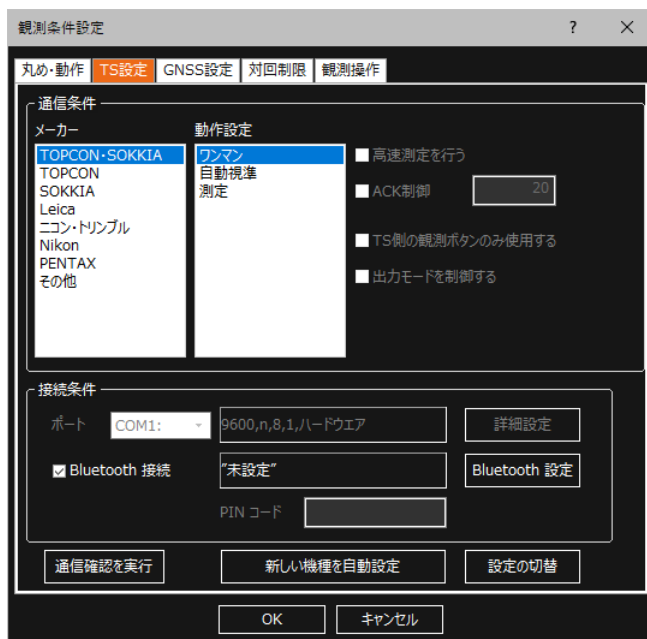 観測条件設定
?
丸め・動作 TS設定 GNSS設定 対回制限 観測操作
通信条件
メーカー
TOPCON・SOKKIA
TOPCON
SOKKIA
Leica
ニコン・トリンブル
Nikon
PENTAX
その他
動作設定
ワンマン
自動視準
測定
高速測定を行う
ACK制御 20
TS側の観測ボタンのみ使用する
出力モードを制御する
接続条件
ポート COM1: 9600,n,8,1,ハードウエア 詳細設定
Bluetooth 接続 "未設定" Bluetooth 設定
PIN コード
通信確認を実行 新しい機種を自動設定 設定の切替
OK キャンセル